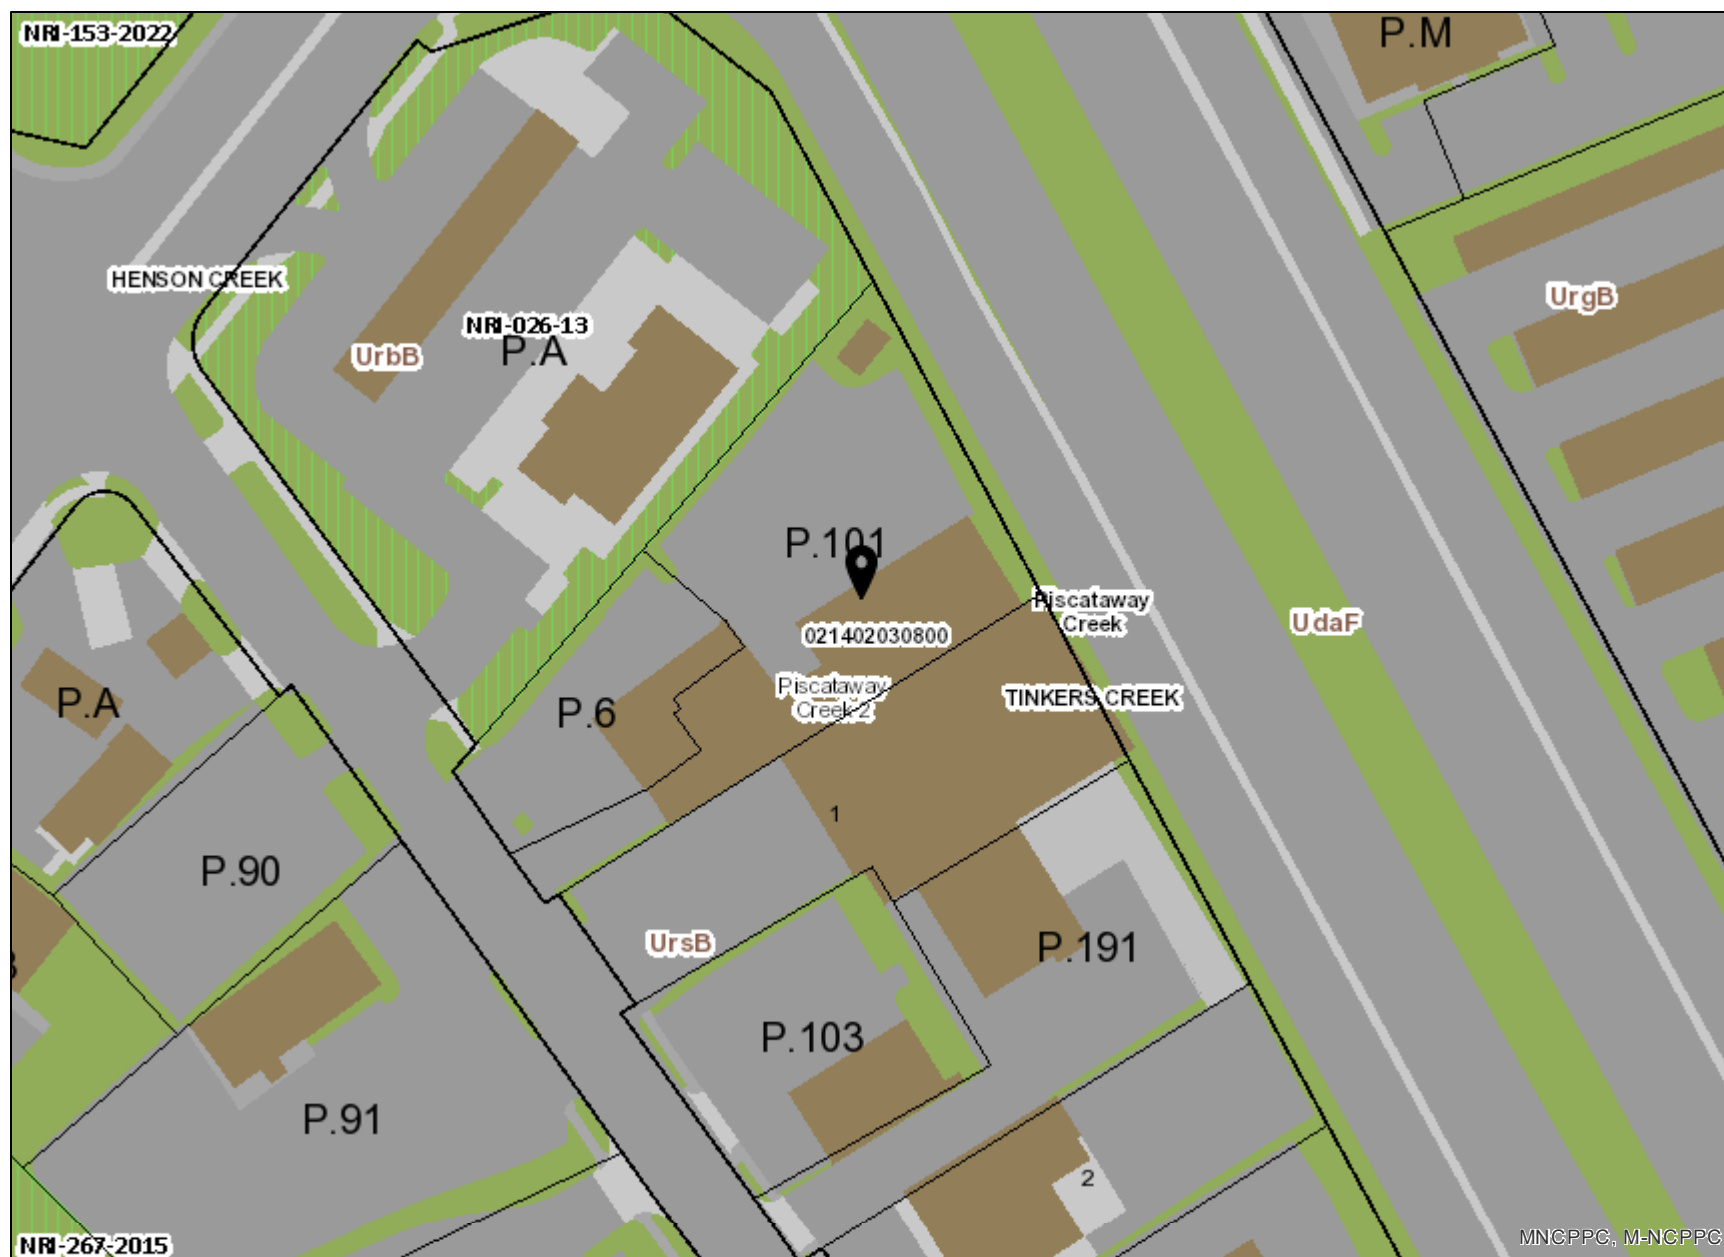 NRI-153-2022
P.M
HENSON CREEK
UrgB
NRI-026-13
P.A
UrbB
P.101
Piscataway
Creek
UdaF
021402030800
Piscataway
Creek-2
TINKERS CREEK
P.A
P.6
1
P.90
UrsB
P.191
P.103
P.91
2
NRI-267-2015
MNCPPC, M-NCPPC